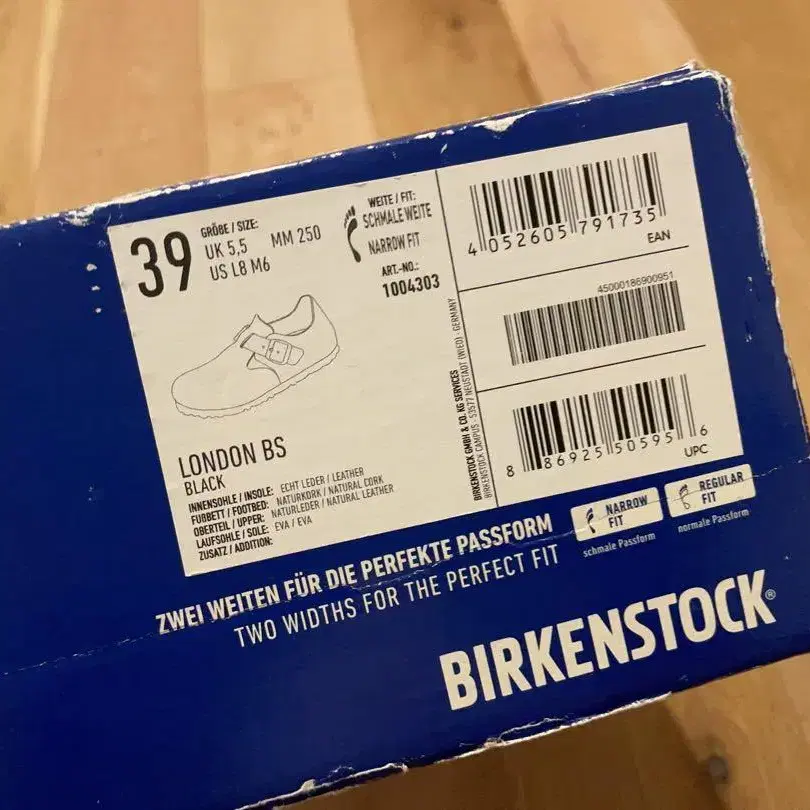 39
GRÖßE / SIZE:
UK 5,5 MM 250
US L8 M6
WEITE / FIT:
SCHMALE WEITE
NARROW FIT
ART.-NO.:
1004303
LONDON BS
BLACK
INNENSOHLE / INSOLE: ECHT LEDER / LEATHER
FUßBETT / FOOTBED: NATURKORK / NATURAL CORK
OBERTEIL / UPPER: NATURLEDER / NATURAL LEATHER
LAUFSOHLE / SOLE: EVA / EVA
ZUSATZ / ADDITION:
BIRKENSTOCK GMBH & CO. KG SERVICES
BIRKENSTOCK CAMPUS · 53577 NEUSTADT (WIED) · GERMANY
4 052605 791735
EAN
45000186900951
8 86925 50595 6
UPC
ZWEI WEITEN FÜR DIE PERFEKTE PASSFORM
TWO WIDTHS FOR THE PERFECT FIT
NARROW
FIT
schmale Passform
REGULAR
FIT
normale Passform
BIRKENSTOCK®